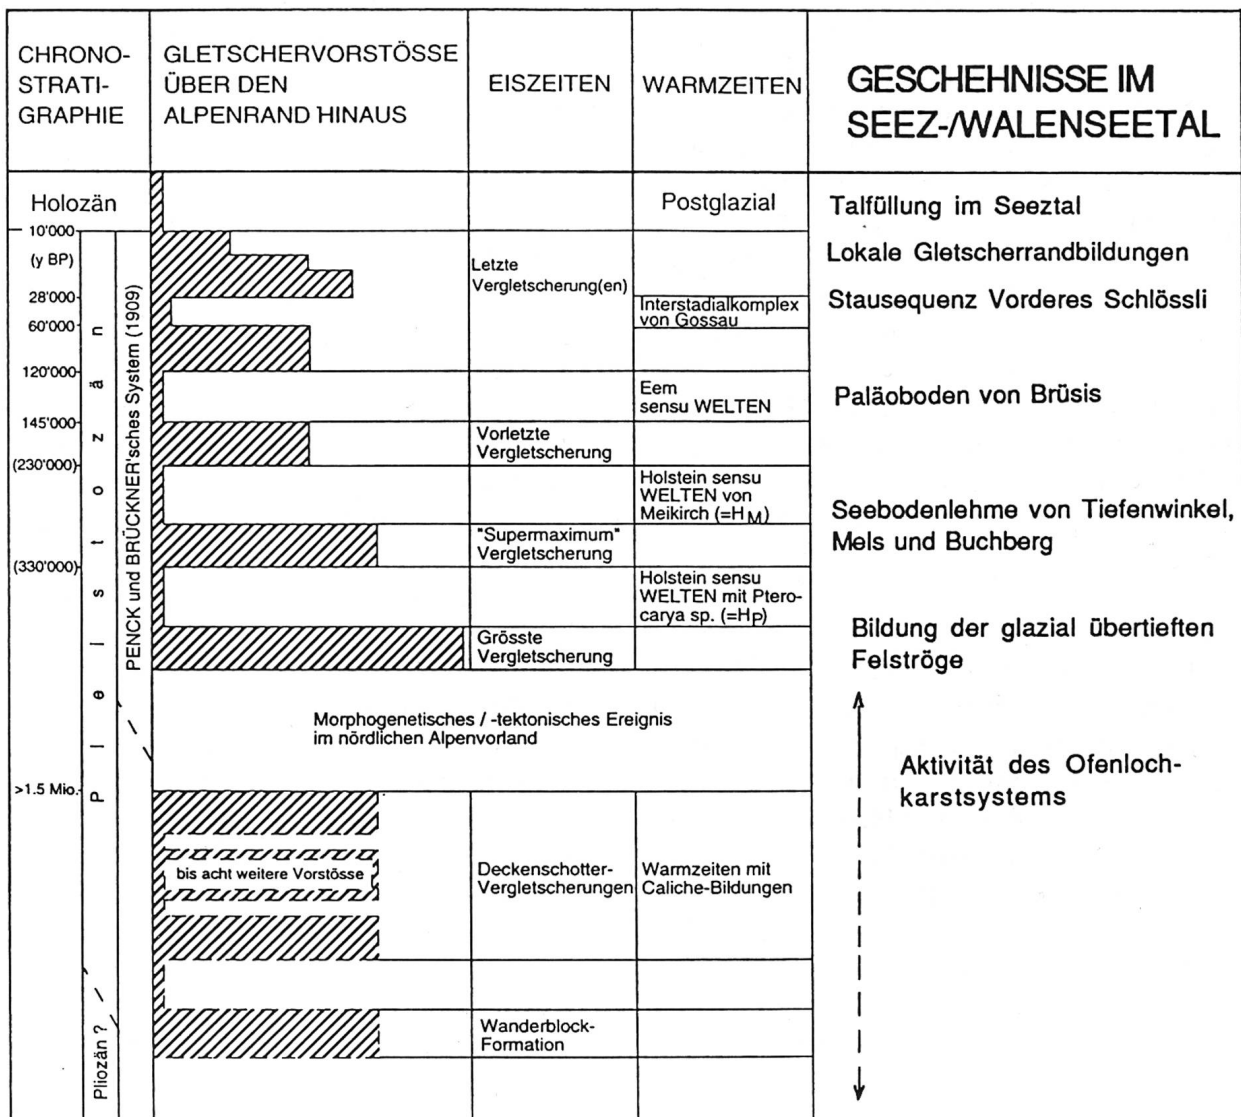 CHRONO-
STRATI-
GRAPHIE
GLETSCHERVORSTÖSSE
ÜBER DEN
ALPENRAND HINAUS
EISZEITEN
WARMZEITEN
GESCHEHNISSE IM
SEEZ-/WALENSEETAL
Holozän
Postglazial
Talfüllung im Seeztal
10'000
(y BP)
28'000
60'000
120'000
145'000
(230'000)
(330'000)
>1.5 Mio.
Pleistozän
Pliozän ?
PENCK und BRÜCKNER'sches System (1909)
Letzte
Vergletscherung(en)
Lokale Gletscherrandbildungen
Interstadialkomplex
von Gossau
Stausequenz Vorderes Schlössli
Eem
sensu WELTEN
Paläoboden von Brüsis
Vorletzte
Vergletscherung
Holstein sensu
WELTEN von
Meikirch (=HM)
Seebodenlehme von Tiefenwinkel,
Mels und Buchberg
"Supermaximum"
Vergletscherung
Holstein sensu
WELTEN mit Ptero-
carya sp. (=HP)
Grösste
Vergletscherung
Bildung der glazial übertieften
Felströge
Morphogenetisches / -tektonisches Ereignis
im nördlichen Alpenvorland
Aktivität des Ofenloch-
karstsystems
bis acht weitere Vorstösse
Deckenschotter-
Vergletscherungen
Warmzeiten mit
Caliche-Bildungen
Wanderblock-
Formation